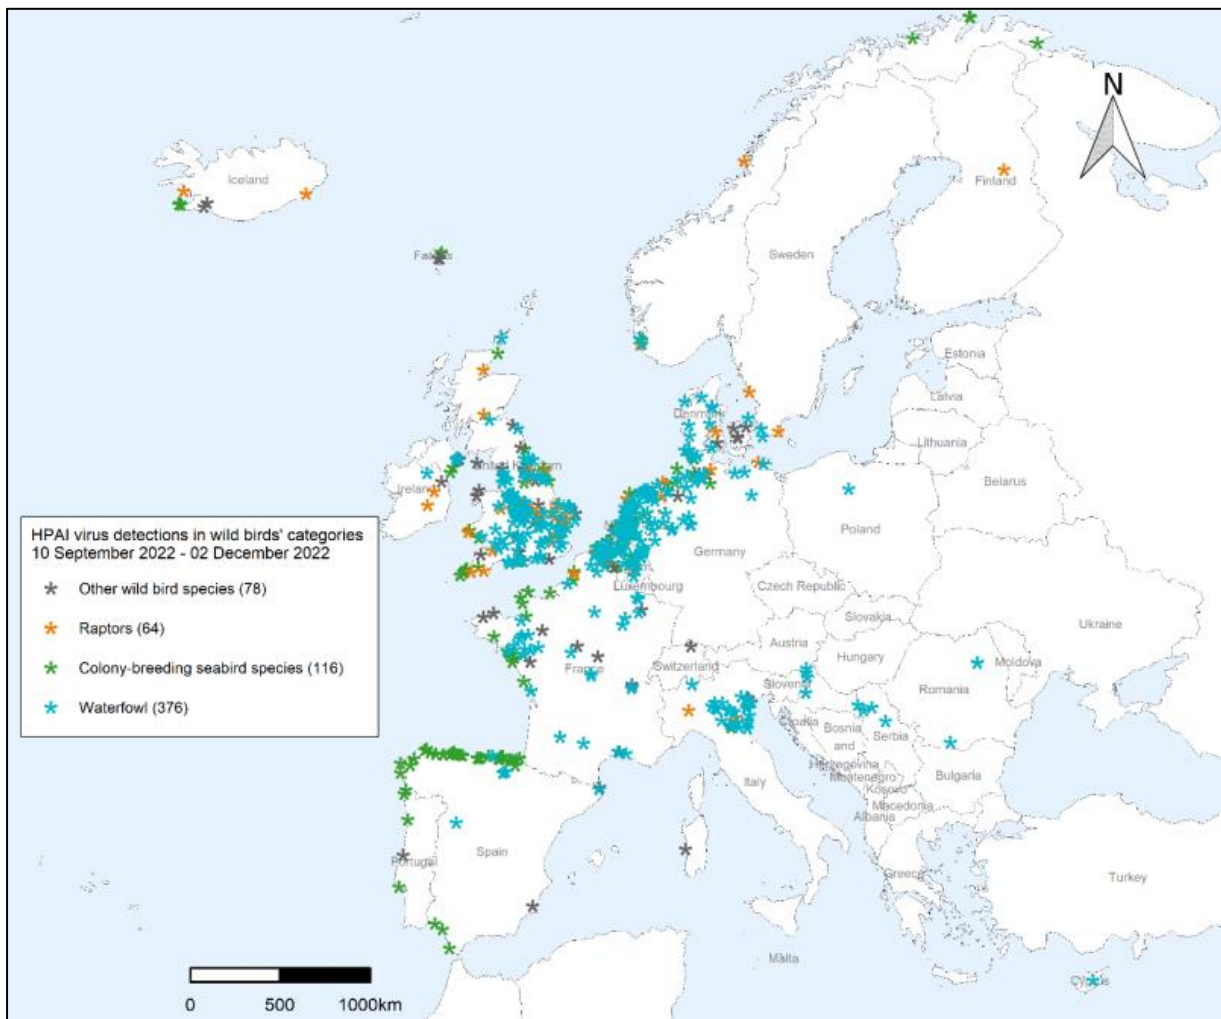 N
Iceland
Finland
Sweden
Estonia
Denmark
Latvia
Lithuania
United Kingdom
Ireland
Belarus
HPAI virus detections in wild birds' categories
10 September 2022 - 02 December 2022
Other wild bird species (78)
Raptors (64)
Colony-breeding seabird species (116)
Waterfowl (376)
Poland
Germany
Luxembourg
Czech Republic
Ukraine
Slovakia
Austria
Hungary
Moldova
France
Switzerland
Slovenia
Romania
Croatia
Bosnia
and
Herzegovina
Serbia
Montenegro
Kosovo
Bulgaria
Italy
Macedonia
Albania
Portugal
Spain
Greece
Turkey
Malta
Cyprus
0 500 1000km